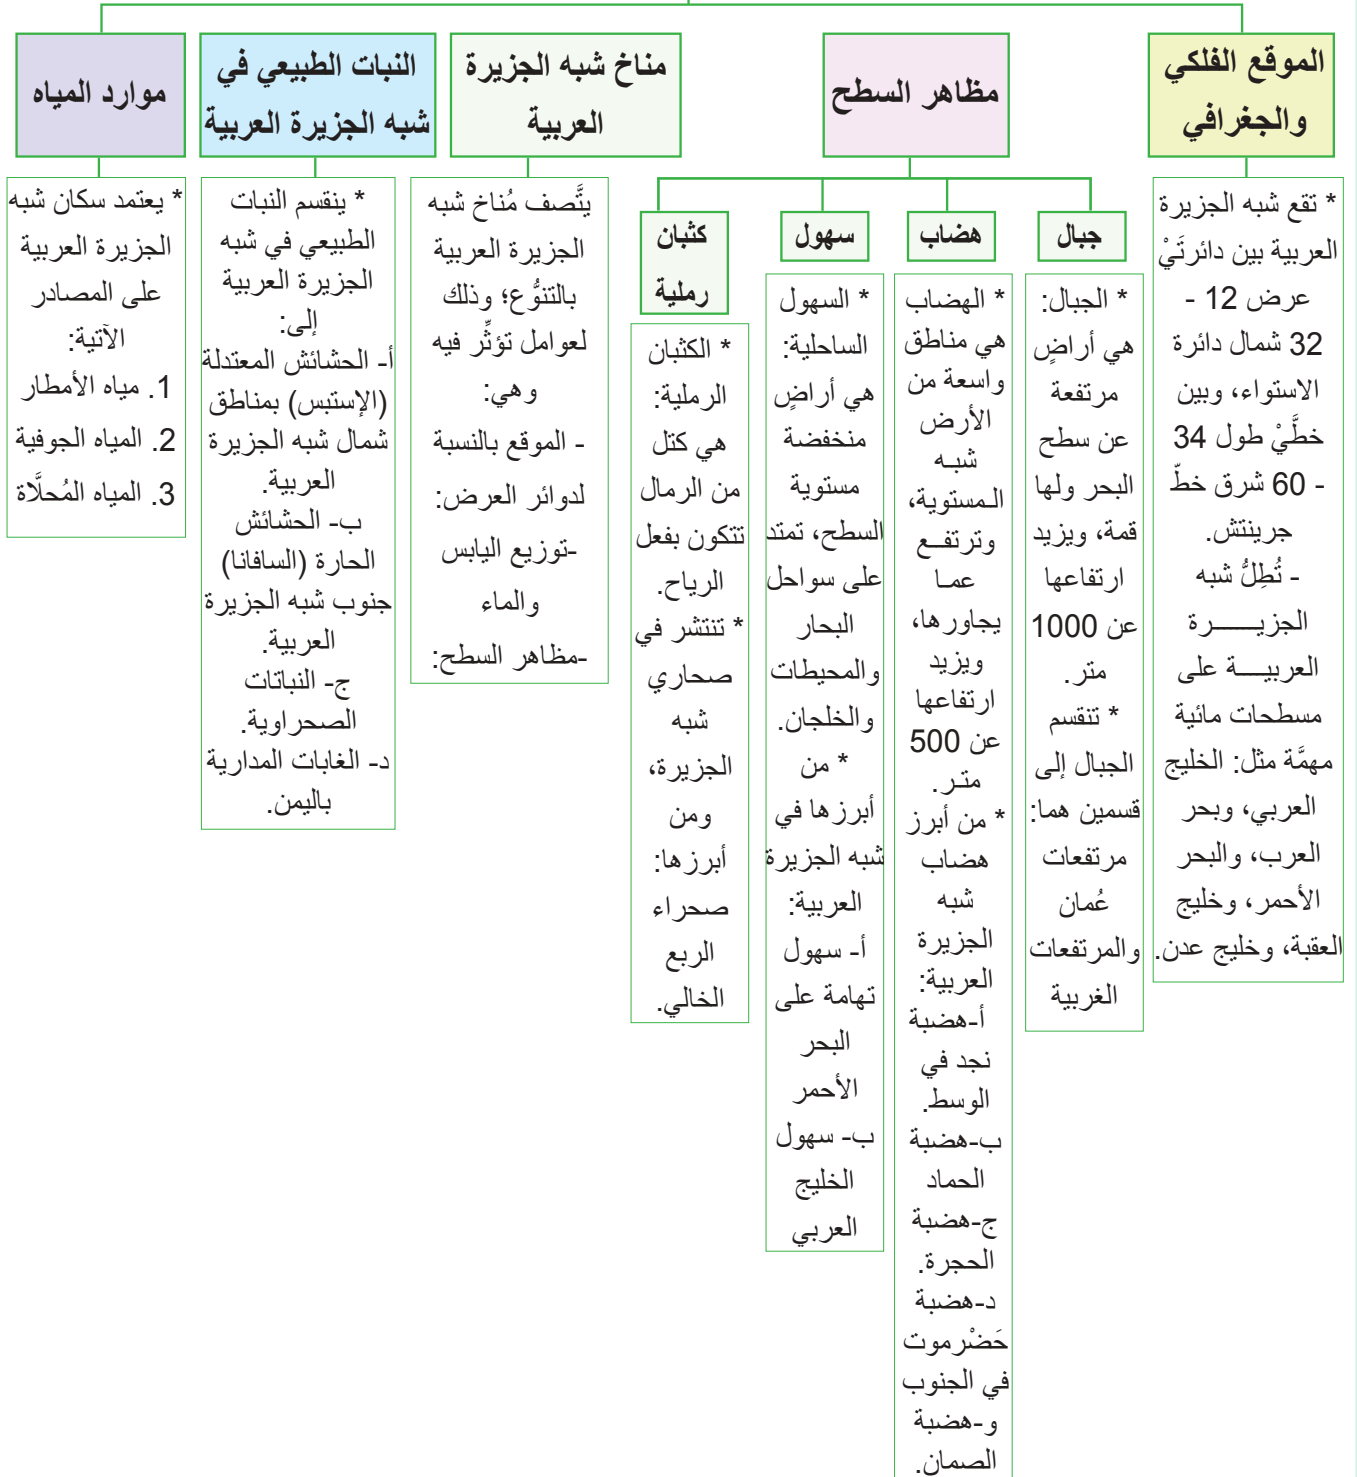 الموقع الفلكي
والجغرافي
* تقع شبه الجزيرة
العربية بين دائرتَيْ
عرض 12 -
32 شمال دائرة
الاستواء، وبين
خطَّيْ طول 34
- 60 شرق خطّ
جرينتش.
- تُطِلُّ شبه
الجزيــــــرة
العربيــــة على
مسطحات مائية
مهمَّة مثل: الخليج
العربي، وبحر
العرب، والبحر
الأحمر، وخليج
العقبة، وخليج عدن.
مظاهر السطح
جبال
* الجبال:
هي أراضٍ
مرتفعة
عن سطح
البحر ولها
قمة، ويزيد
ارتفاعها
عن 1000
متر.
* تنقسم
الجبال إلى
قسمين هما:
مرتفعات
عُمان
والمرتفعات
الغربية
هضاب
* الهضاب
هي مناطق
واسعة من
الأرض
شبـه
المستوية،
وترتفــع
عمـا
يجاورها،
ويزيد
ارتفاعها
عن 500
متـر.
* من أبرز
هضاب
شبه
الجزيرة
العربية:
أ-هضبة
نجد في
الوسط.
ب-هضبة
الحماد
ج-هضبة
الحجرة.
د-هضبة
حَضْرموت
في الجنوب
و-هضبة
الصمان.
سهول
* السهول
الساحلية:
هي أراضٍ
منخفضة
مستوية
السطح، تمتد
على سواحل
البحار
والمحيطات
والخلجان.
* من
أبرزها في
شبه الجزيرة
العربية:
أ- سهول
تهامة على
البحر
الأحمر
ب- سهول
الخليج
العربي
كثبان
رملية
* الكثبان
الرملية:
هي كتل
من الرمال
تتكون بفعل
الرياح.
* تنتشر في
صحاري
شبه
الجزيرة،
ومن
أبرزها:
صحراء
الربع
الخالي.
مناخ شبه الجزيرة
العربية
يتَّصف مُناخ شبه
الجزيرة العربية
بالتنوُّع؛ وذلك
لعوامل تؤثِّر فيه
وهي:
- الموقع بالنسبة
لدوائر العرض:
-توزيع اليابس
والماء
-مظاهر السطح:
النبات الطبيعي في
شبه الجزيرة العربية
* ينقسم النبات
الطبيعي في شبه
الجزيرة العربية
إلى:
أ- الحشائش المعتدلة
(الإستبس) بمناطق
شمال شبه الجزيرة
العربية.
ب- الحشائش
الحارة (السافانا)
جنوب شبه الجزيرة
العربية.
ج- النباتات
الصحراوية.
د- الغابات المدارية
باليمن.
موارد المياه
* يعتمد سكان شبه
الجزيرة العربية
على المصادر
الآتية:
1. مياه الأمطار
2. المياه الجوفية
3. المياه المُحلَّاة